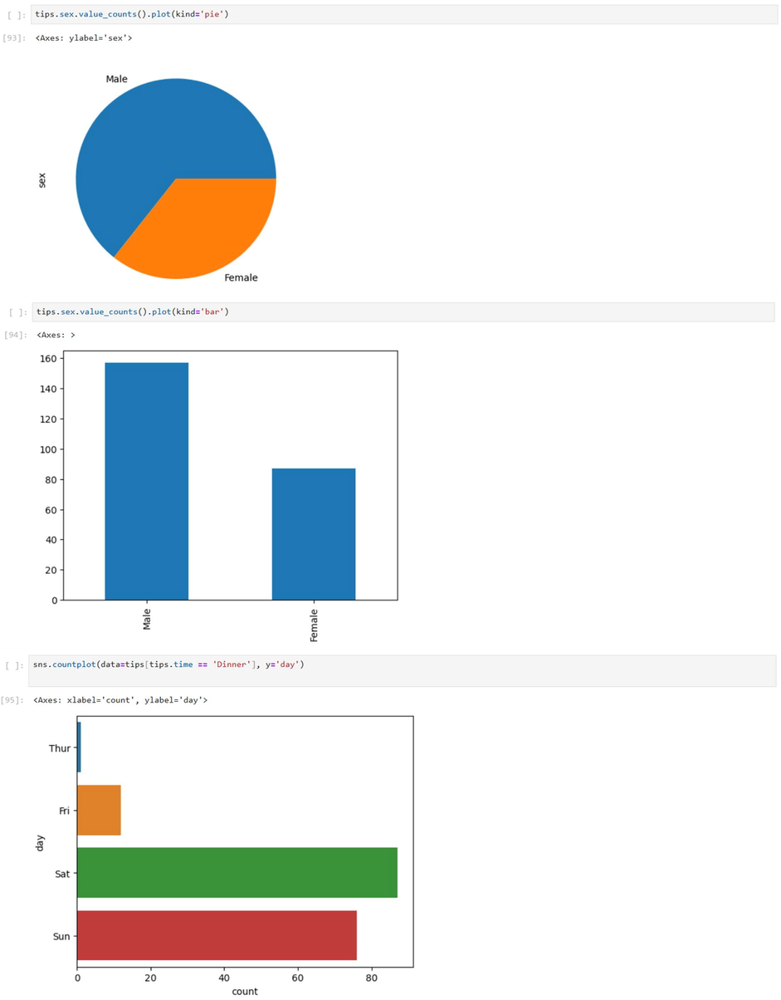 [ ]: tips.sex.value_counts().plot(kind='pie')
[93]: <Axes: ylabel='sex'>
Male
sex
Female
[ ]: tips.sex.value_counts().plot(kind='bar')
[94]: <Axes: >
160
140
120
100
80
60
40
20
0
Male
Female
[ ]: sns.countplot(data=tips[tips.time == 'Dinner'], y='day')
[95]: <Axes: xlabel='count', ylabel='day'>
Thur
Fri
day
Sat
Sun
0 20 40 60 80
count